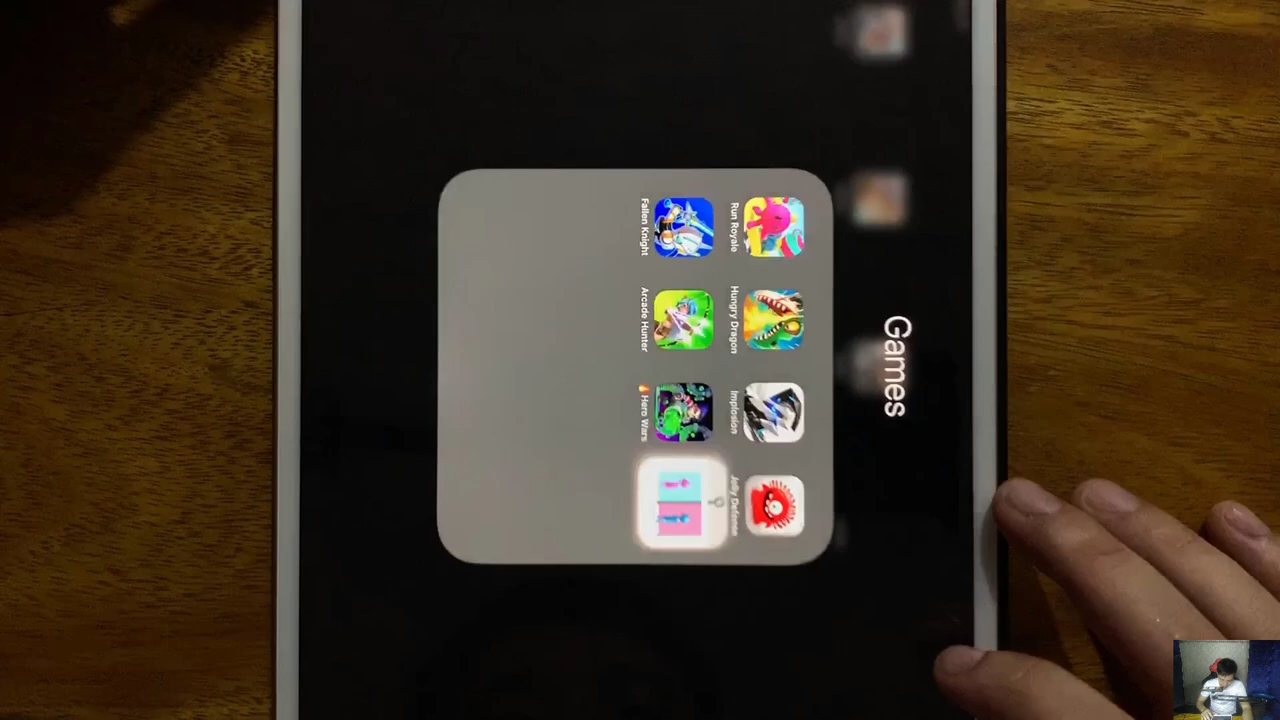 Games
Run Royale
Hungry Dragon
Implosion
Jelly Defense
Fallen Knight
Arcade Hunter
Hero Wars